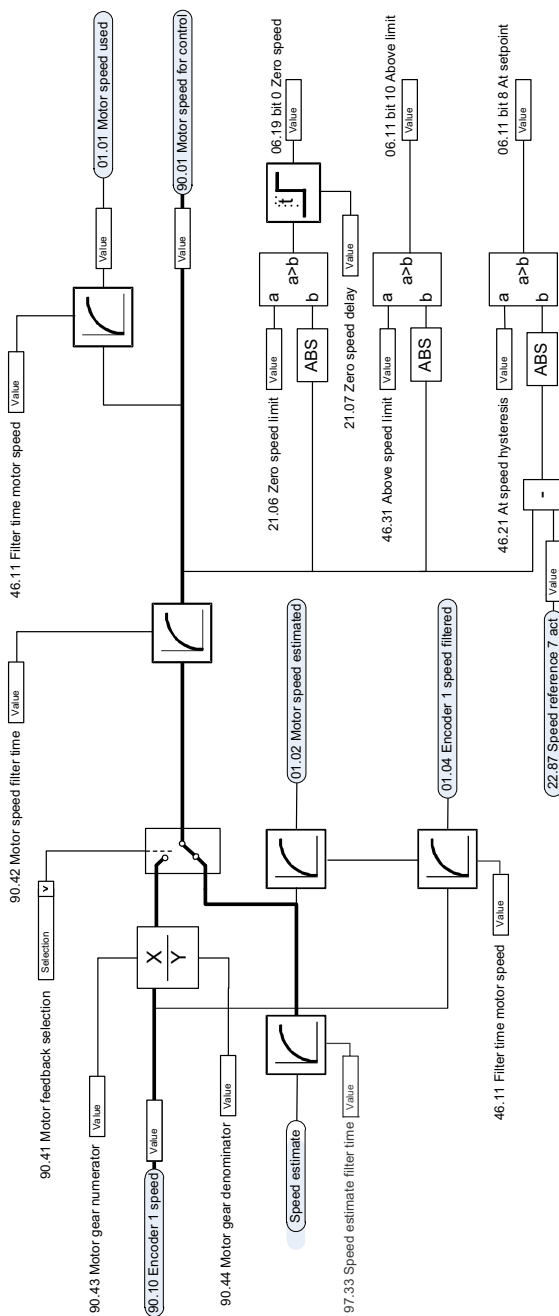 90.41 Motor feedback selection
Selection
v
90.43 Motor gear numerator
Value
90.10 Encoder 1 speed
Value
X
Y
90.44 Motor gear denominator
Value
Speed estimate
97.33 Speed estimate filter time
Value
90.42 Motor speed filter time
Value
01.02 Motor speed estimated
01.04 Encoder 1 speed filtered
46.11 Filter time motor speed
Value
46.11 Filter time motor speed
Value
Value
01.01 Motor speed used
Value
90.01 Motor speed for control
21.06 Zero speed limit
Value
ABS
a
a>b
b
t
06.19 bit 0 Zero speed
Value
21.07 Zero speed delay
Value
46.31 Above speed limit
Value
ABS
a
a>b
b
06.11 bit 10 Above limit
Value
46.21 At speed hysteresis
Value
-
ABS
a
a>b
b
06.11 bit 8 At setpoint
Value
22.87 Speed reference 7 act
Value